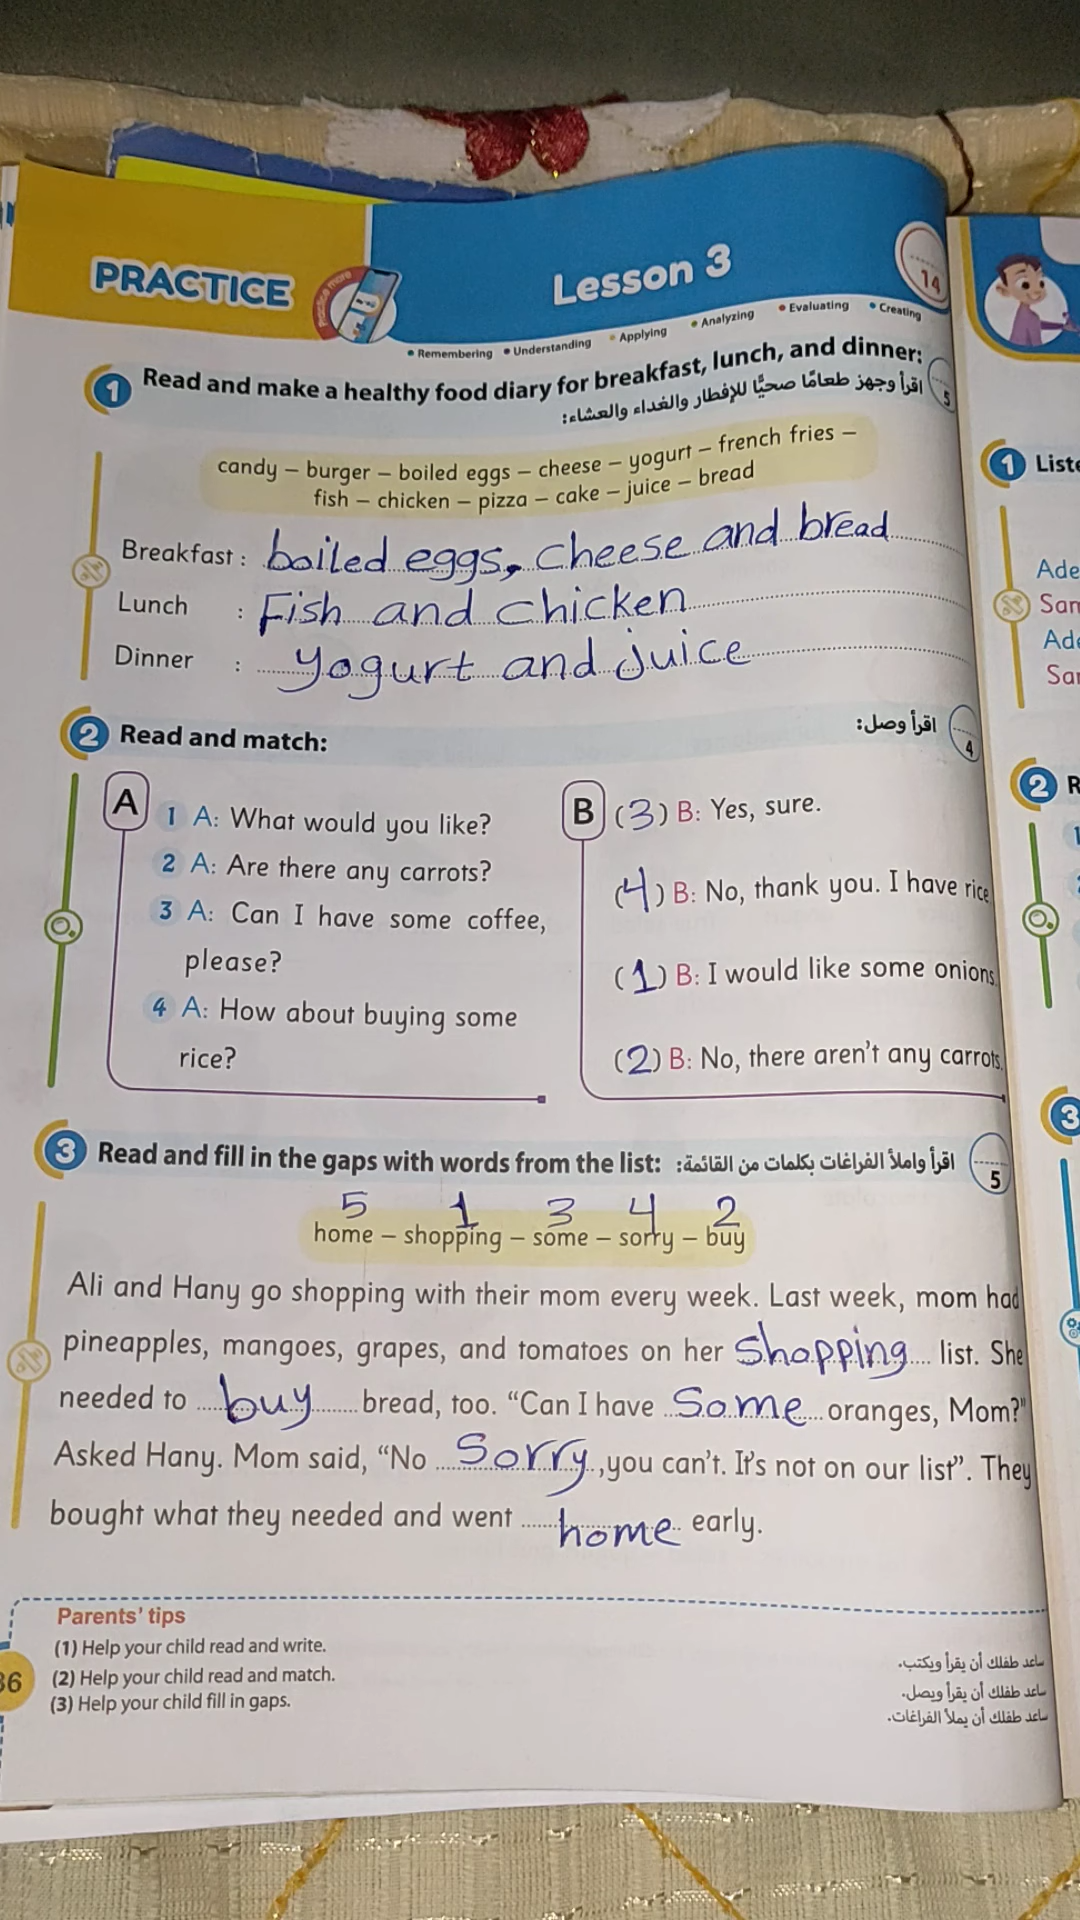 PRACTICE
Practice more
Lesson 3
14
• Remembering • Understanding • Applying • Analyzing • Evaluating • Creating
1 Read and make a healthy food diary for breakfast, lunch, and dinner:
5
اقرأ وجهز طعامًا صحيًّا للإفطار والغداء والعشاء:
candy – burger – boiled eggs – cheese – yogurt – french fries –
fish – chicken – pizza – cake – juice – bread
Breakfast : boiled eggs, cheese and bread
Lunch : Fish and chicken
Dinner : yogurt and juice
2 Read and match: اقرأ وصل:
4
A
1 A: What would you like?
2 A: Are there any carrots?
3 A: Can I have some coffee,
please?
4 A: How about buying some
rice?
B
(3) B: Yes, sure.
(4) B: No, thank you. I have rice
(1) B: I would like some onions.
(2) B: No, there aren't any carrots.
3 Read and fill in the gaps with words from the list: اقرأ واملأ الفراغات بكلمات من القائمة:
5
5 1 3 4 2
home – shopping – some – sorry – buy
Ali and Hany go shopping with their mom every week. Last week, mom had
pineapples, mangoes, grapes, and tomatoes on her shopping list. She
needed to buy bread, too. “Can I have Some oranges, Mom?”
Asked Hany. Mom said, “No Sorry, you can't. It's not on our list”. They
bought what they needed and went home early.
Parents' tips
(1) Help your child read and write.
(2) Help your child read and match.
(3) Help your child fill in gaps.
ساعد طفلك أن يقرأ ويكتب.
ساعد طفلك أن يقرأ ويصل.
ساعد طفلك أن يملأ الفراغات.
36
1 Liste
Ade
Sam
Ade
Sar
2 R
3